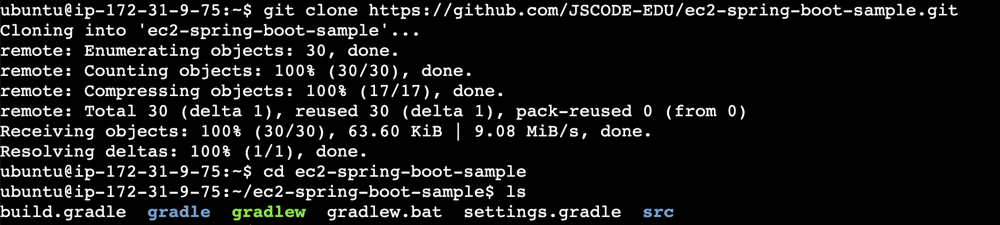 ubuntu@ip-172-31-9-75:~$ git clone https://github.com/JSCODE-EDU/ec2-spring-boot-sample.git
Cloning into 'ec2-spring-boot-sample'...
remote: Enumerating objects: 30, done.
remote: Counting objects: 100% (30/30), done.
remote: Compressing objects: 100% (17/17), done.
remote: Total 30 (delta 1), reused 30 (delta 1), pack-reused 0 (from 0)
Receiving objects: 100% (30/30), 63.60 KiB | 9.08 MiB/s, done.
Resolving deltas: 100% (1/1), done.
ubuntu@ip-172-31-9-75:~$ cd ec2-spring-boot-sample
ubuntu@ip-172-31-9-75:~/ec2-spring-boot-sample$ ls
build.gradle  gradle  gradlew  gradlew.bat  settings.gradle  src